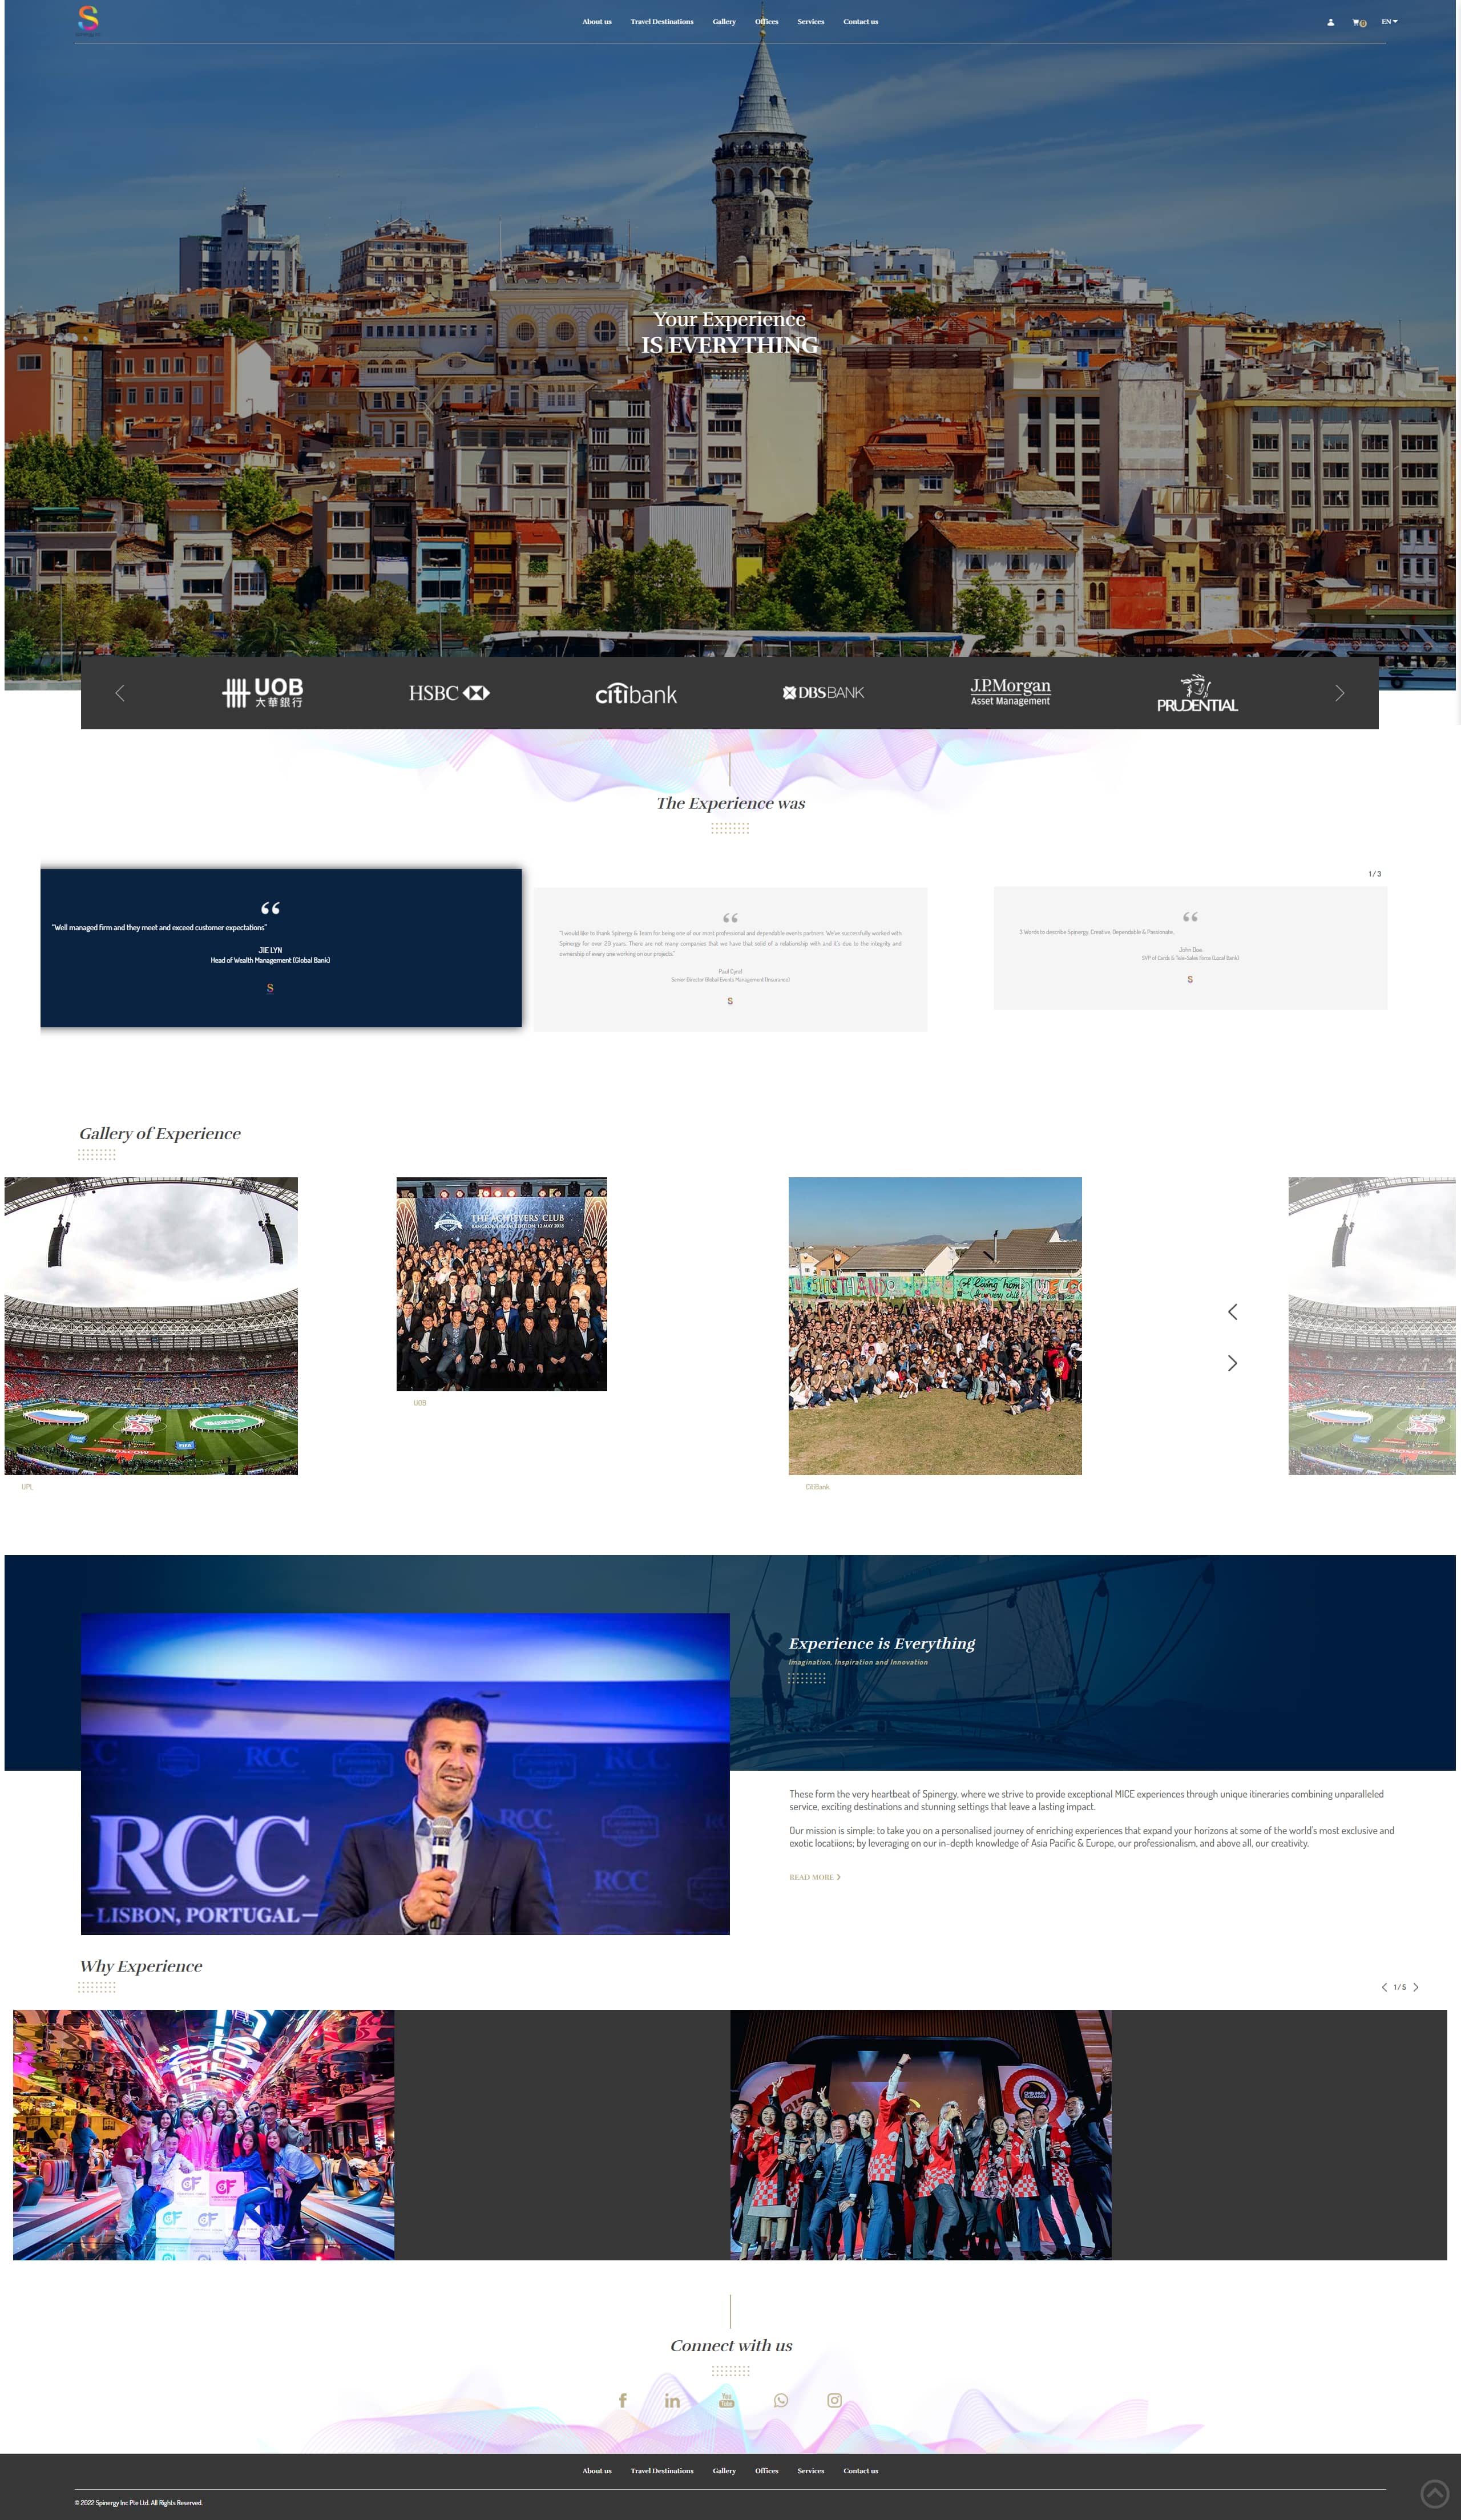 About us Travel Destinations Gallery Offices Services Contact us
0 EN
Your Experience
IS EVERYTHING
UOB
大華銀行
HSBC
citibank
DBS BANK
J.P.Morgan
Asset Management
PRUDENTIAL
The Experience was
1/3
"Well managed firm and they meet and exceed customer expectations"
JIE LYN
Head of Wealth Management (Global Bank)
"I would like to thank Spinergy & Team for being one of our most professional and dependable events partners. We've successfully worked with
Spinergy for over 20 years. There are not many companies that we have that solid of a relationship with and it's due to the integrity and
ownership of every one working on our projects."
Paul Cyrel
Senior Director Global Events Management (Insurance)
3 Words to describe Spinergy. Creative, Dependable & Passionate.
John Doe
SVP of Cards & Tele-Sales Force (Local Bank)
Gallery of Experience
THE ACHIEVERS' CLUB
A loving home
MOSCOW
FIFA
UPL
UOB
CitiBank
Experience is Everything
Imagination, Inspiration and Innovation
RCC
RCC
LISBON, PORTUGAL
These form the very heartbeat of Spinergy, where we strive to provide exceptional MICE experiences through unique itineraries combining unparalleled
service, exciting destinations and stunning settings that leave a lasting impact.
Our mission is simple: to take you on a personalised journey of enriching experiences that expand your horizons at some of the world's most exclusive and
exotic locatiions; by leveraging on our in-depth knowledge of Asia Pacific & Europe, our professionalism, and above all, our creativity.
READ MORE
Why Experience
1/5
Connect with us
You
Tube
About us Travel Destinations Gallery Offices Services Contact us
© 2022 Spinergy Inc Pte Ltd. All Rights Reserved.